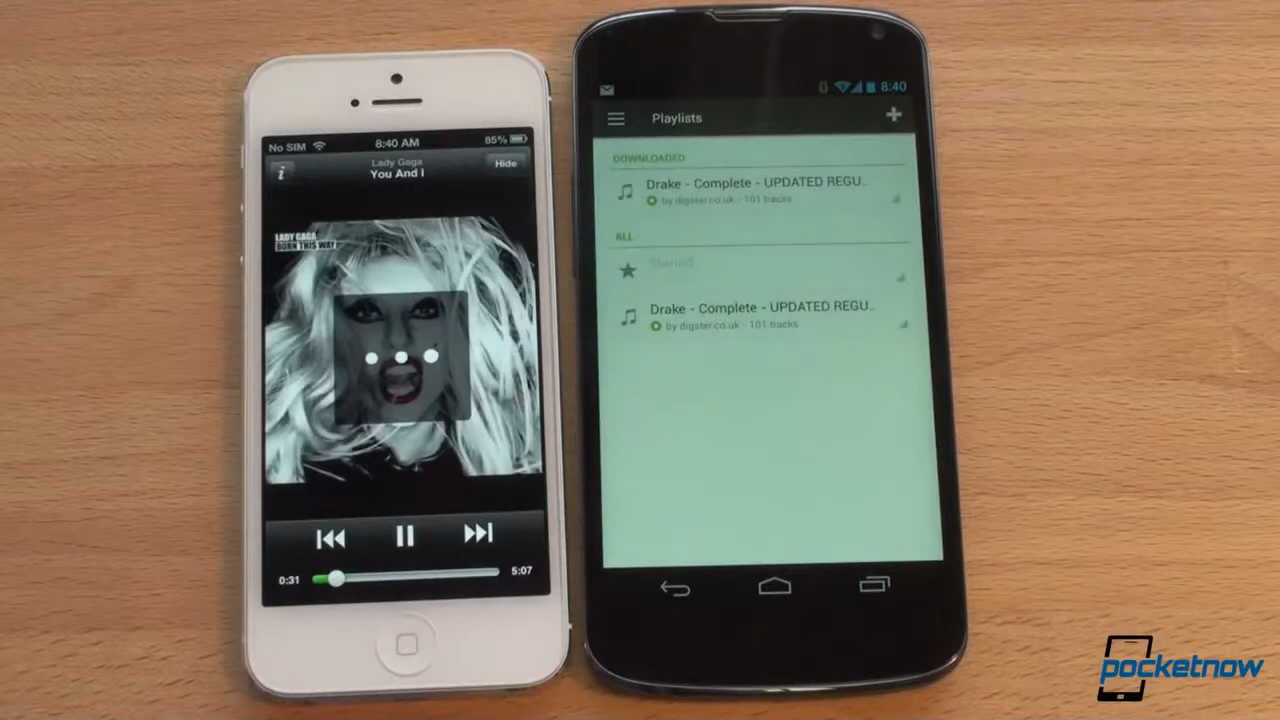 No SIM 8:40 AM 85%
Lady Gaga
You And I
i
Hide
LADY GAGA
BORN THIS WAY
0:31
5:07
8:40
Playlists
DOWNLOADED
Drake - Complete - UPDATED REGU..
by digster.co.uk - 101 tracks
ALL
Starred
Drake - Complete - UPDATED REGU..
by digster.co.uk - 101 tracks
pocketnow